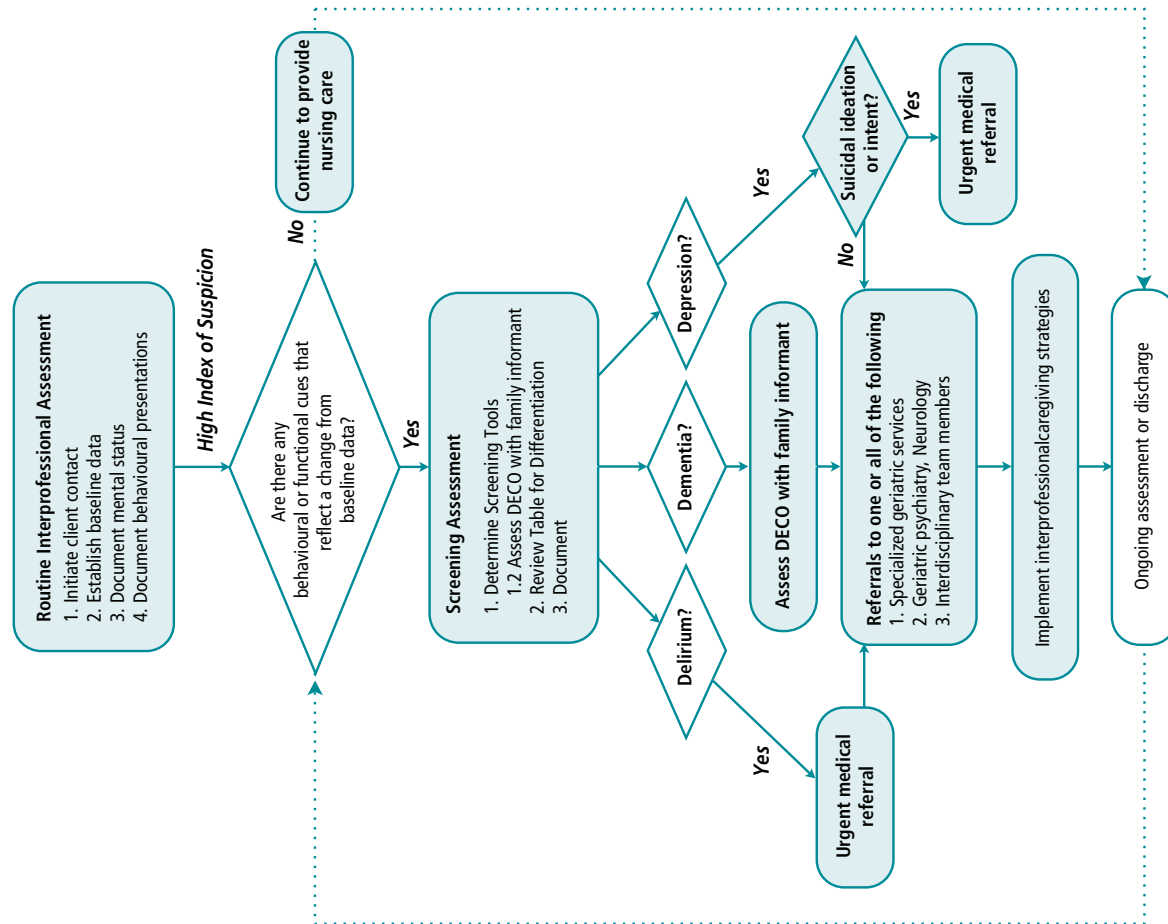 Routine Interprofessional Assessment
1. Initiate client contact
2. Establish baseline data
3. Document mental status
4. Document behavioural presentations
High Index of Suspicion
Are there any
behavioural or functional cues that
reflect a change from
baseline data?
No
Continue to provide
nursing care
Yes
Screening Assessment
1. Determine Screening Tools
1.2 Assess DECO with family informant
2. Review Table for Differentiation
3. Document
Delirium?
Dementia?
Depression?
Yes
Yes
Urgent medical
referral
Assess DECO with family informant
Suicidal ideation
or intent?
No
Yes
Urgent medical
referral
Referrals to one or all of the following
1. Specialized geriatric services
2. Geriatric psychiatry, Neurology
3. Interdisciplinary team members
Implement interprofessionalcaregiving strategies
Ongoing assessment or discharge